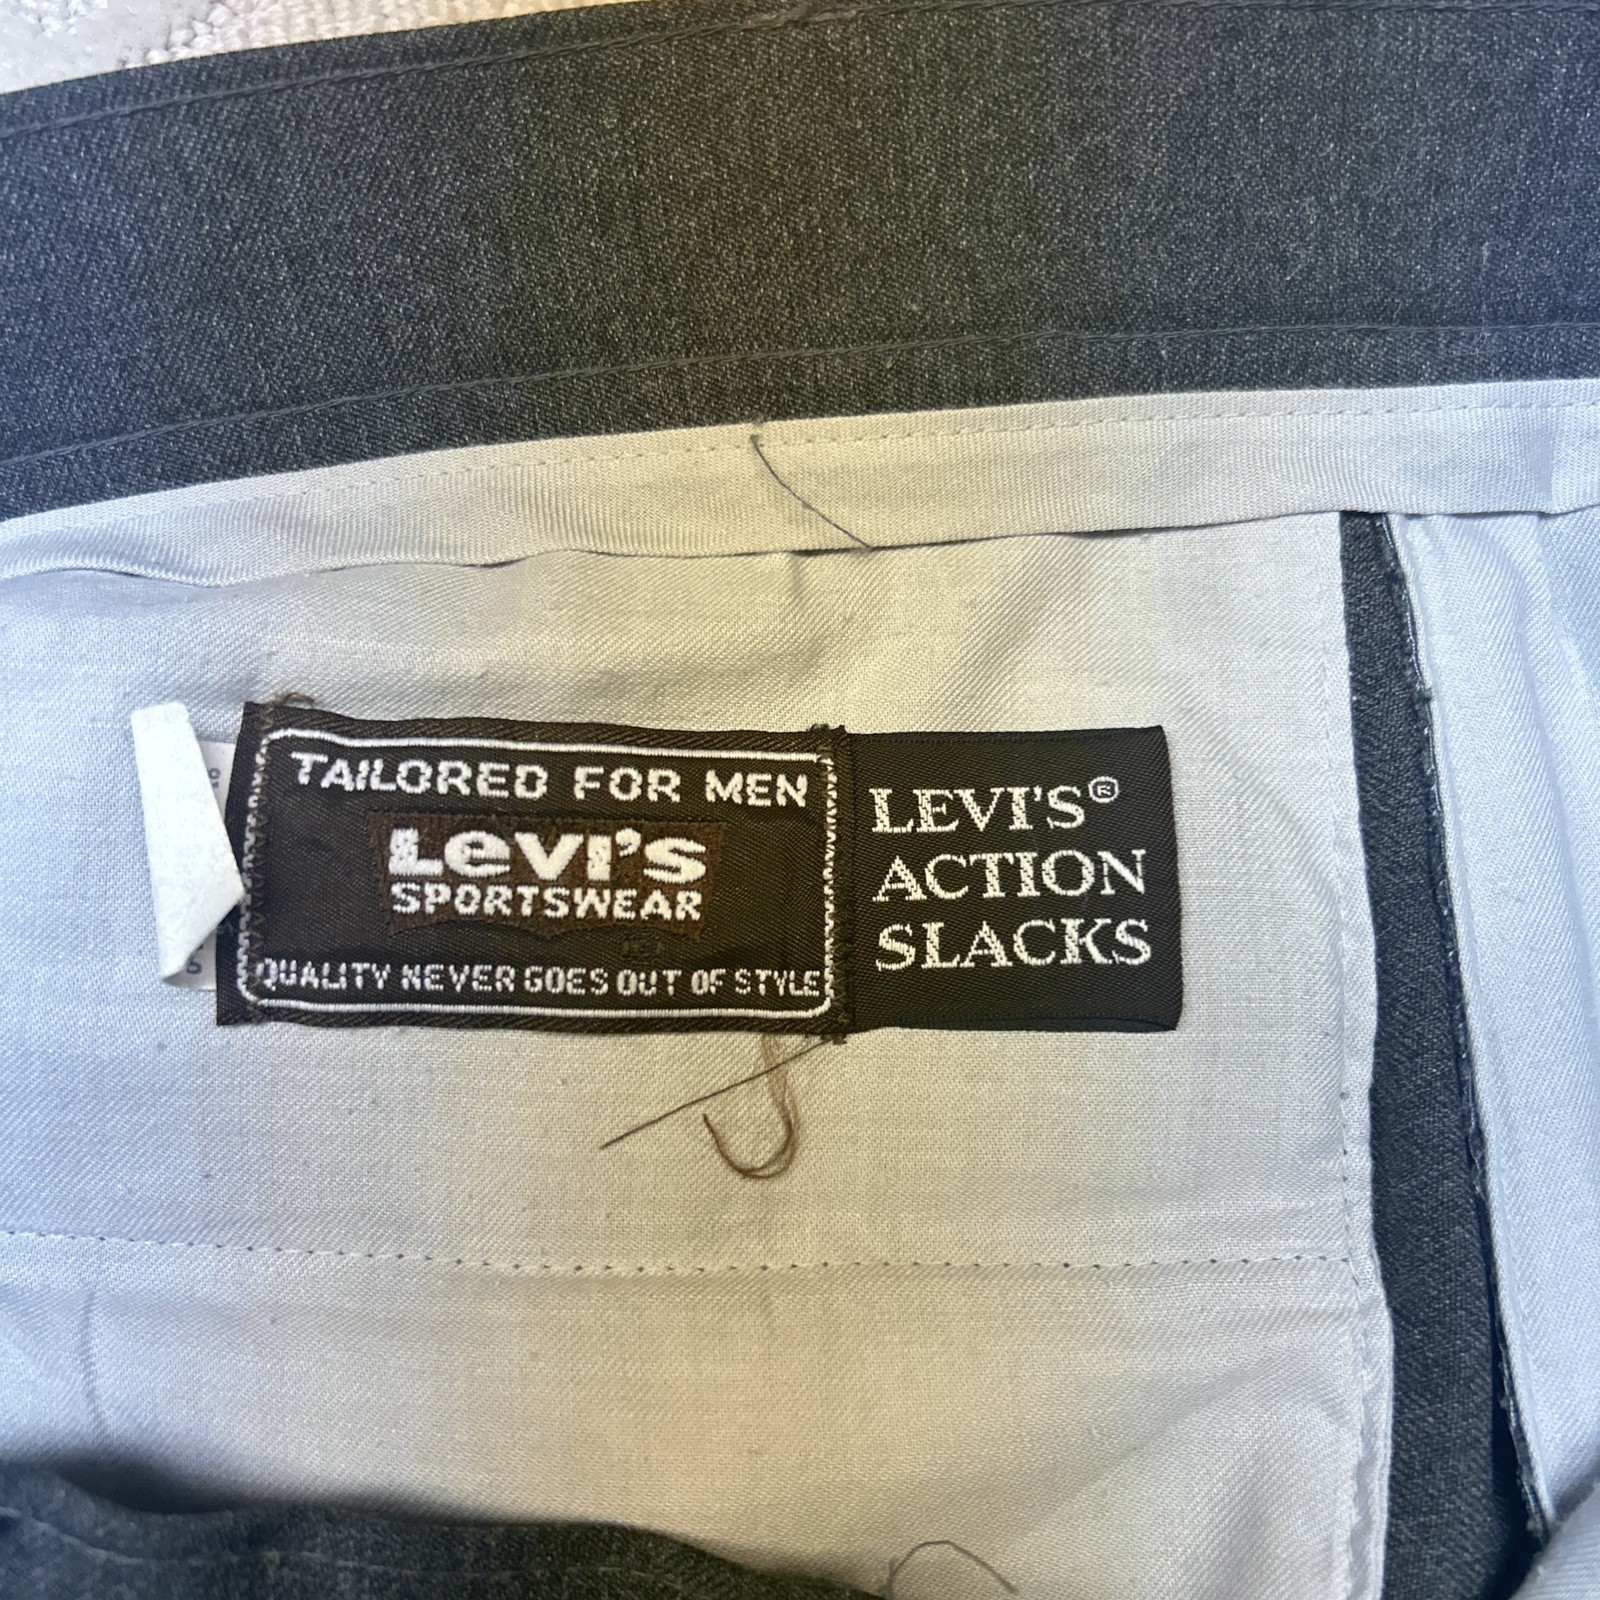 TAILORED FOR MEN
Levi's
SPORTSWEAR
QUALITY NEVER GOES OUT OF STYLE
LEVI'S®
ACTION
SLACKS